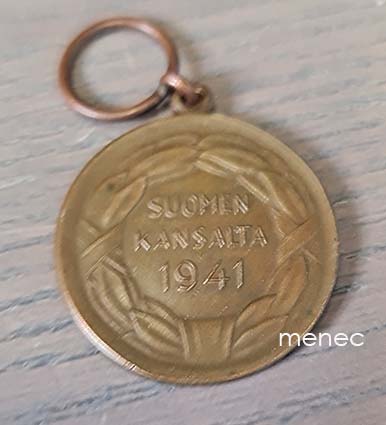 SUOMEN
KANSALTA
1941
menec